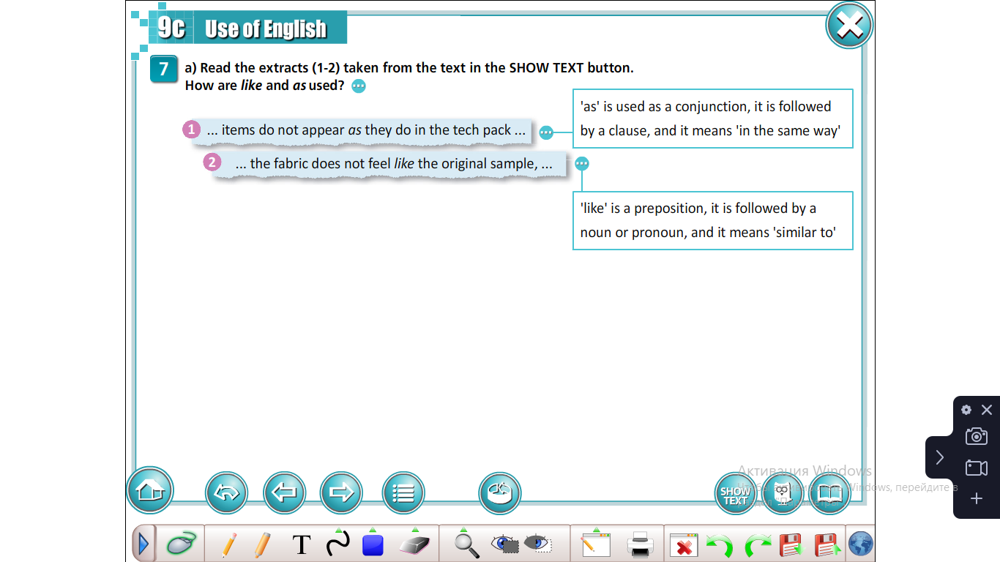 9c Use of English
7 a) Read the extracts (1-2) taken from the text in the SHOW TEXT button.
How are like and as used?
'as' is used as a conjunction, it is followed
by a clause, and it means 'in the same way'
1 ... items do not appear as they do in the tech pack ...
2 ... the fabric does not feel like the original sample, ...
'like' is a preposition, it is followed by a
noun or pronoun, and it means 'similar to'
Активация Windows
Windows, перейдите в
SHOW
TEXT
T